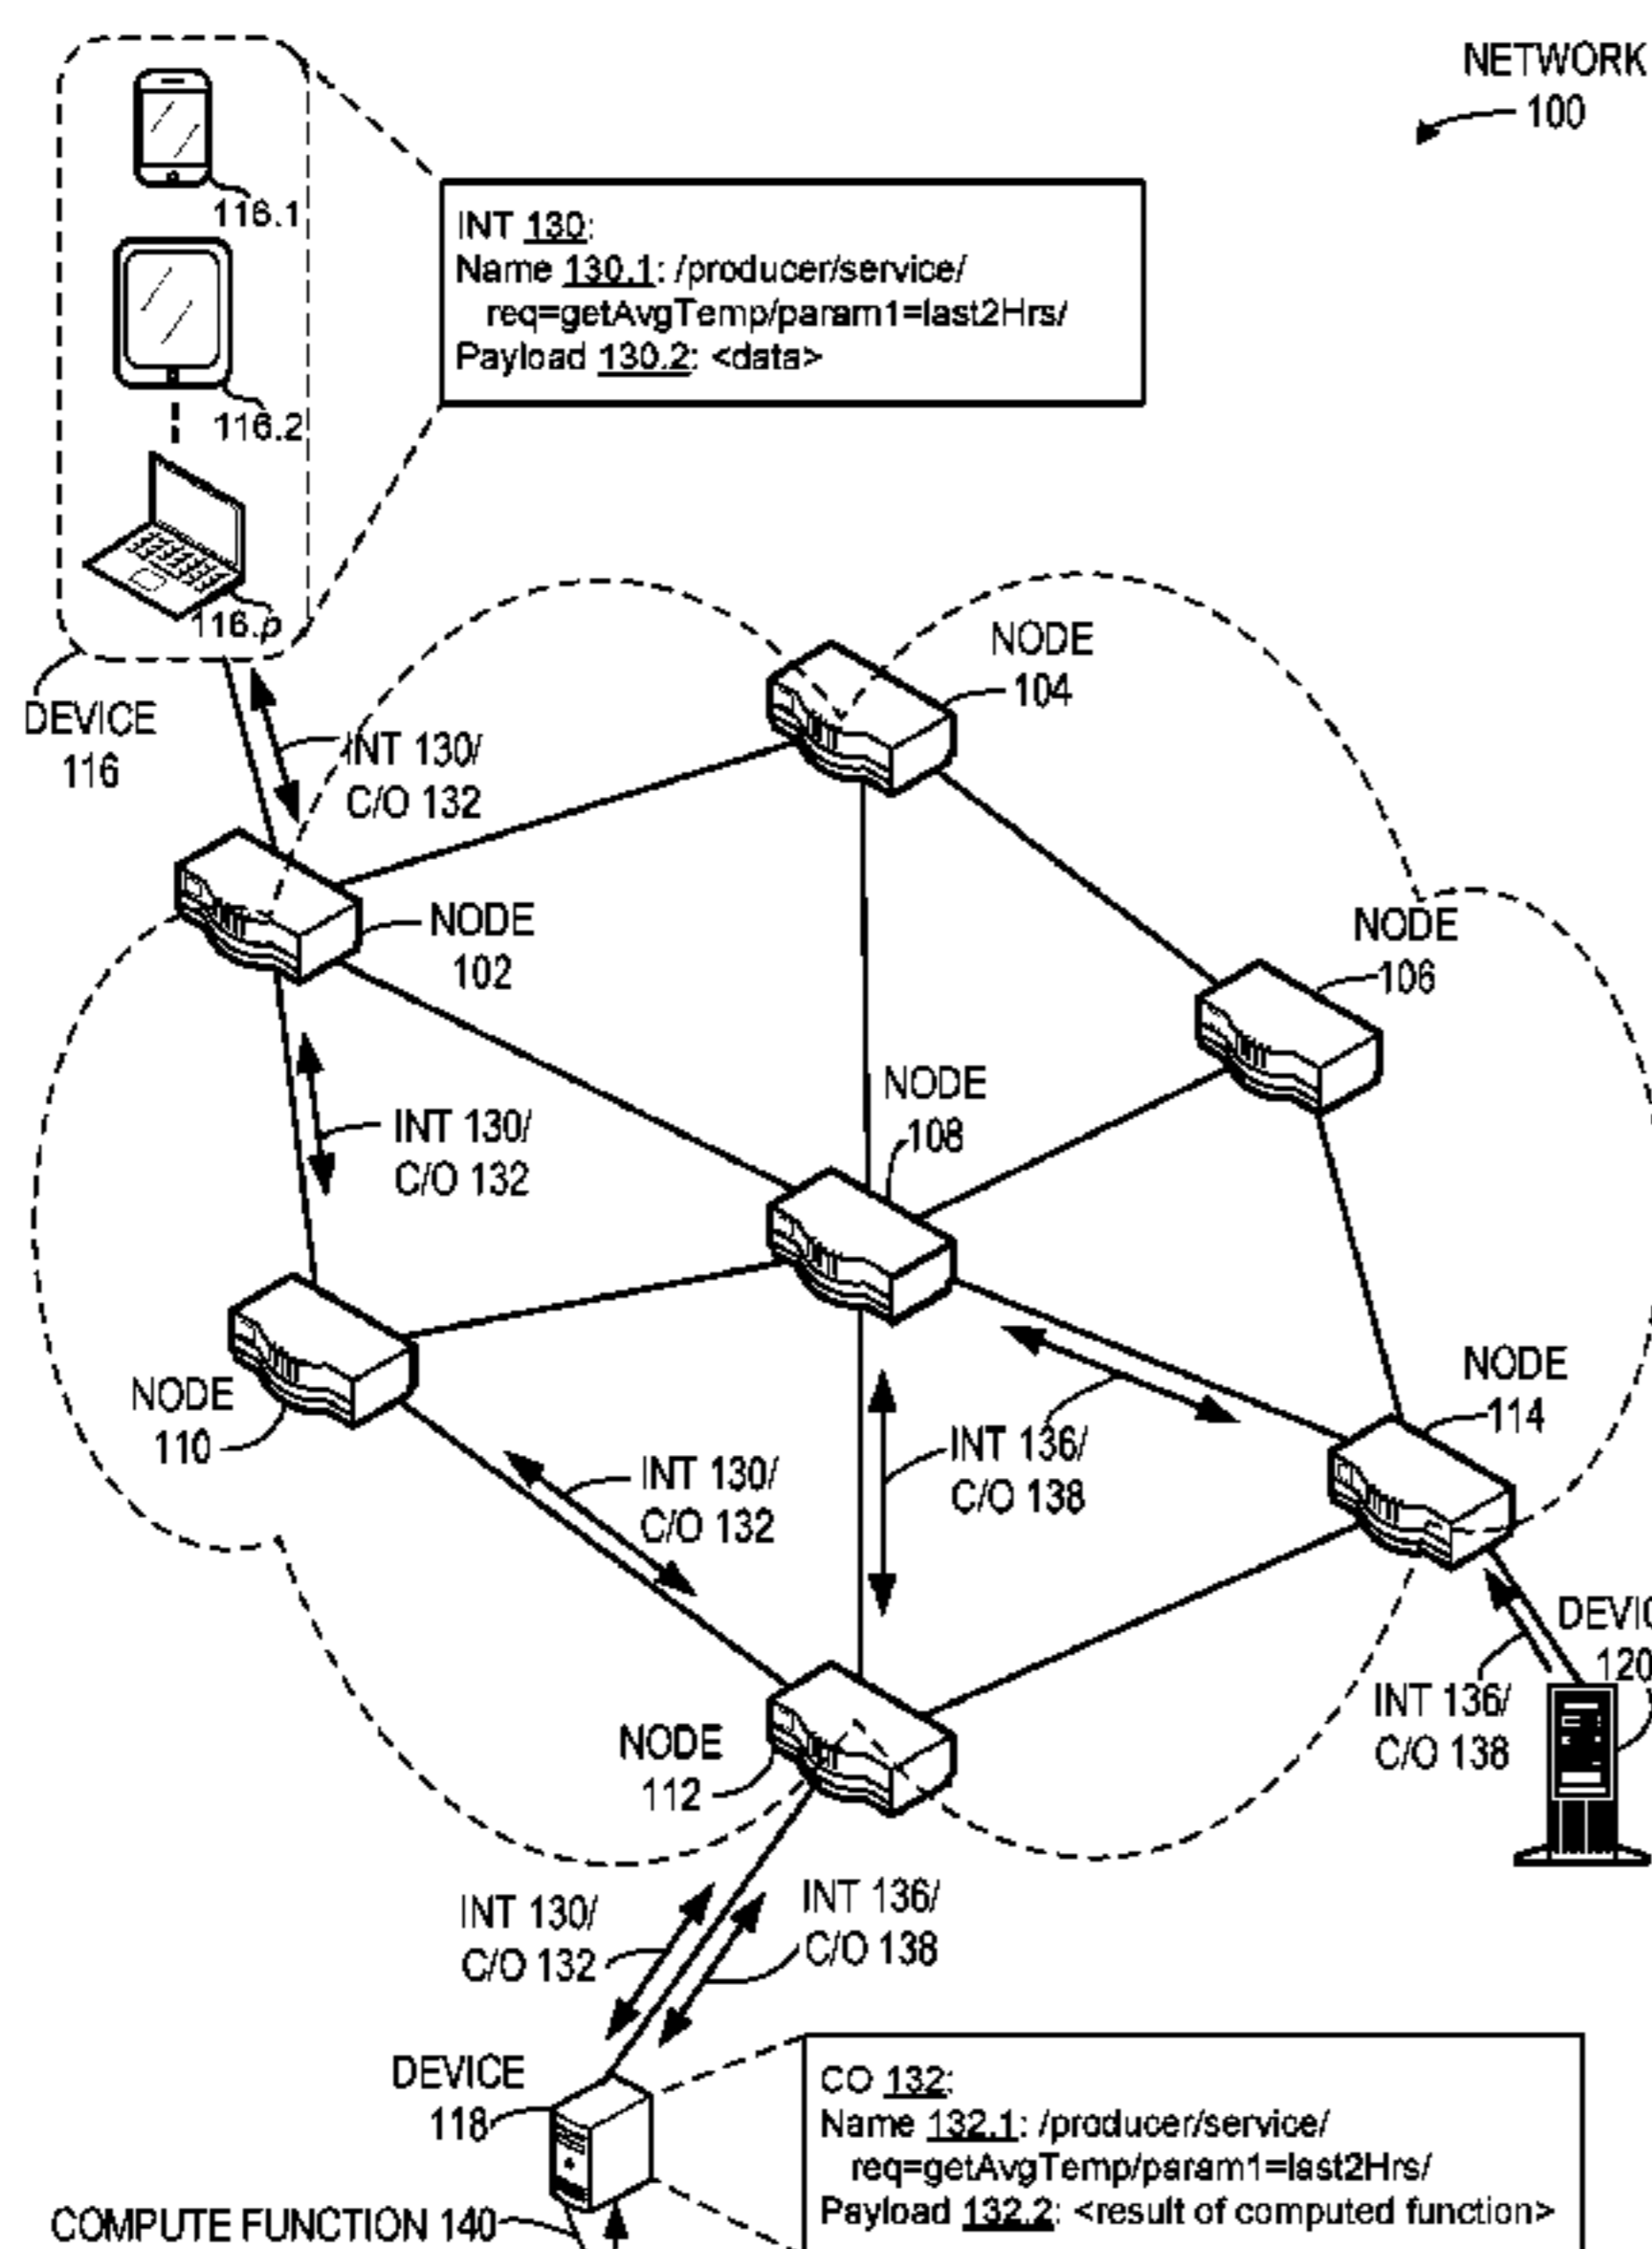 NETWORK
100
116.1
INT 130:
Name 130.1: /producer/service/
req=getAvgTemp/param1=last2Hrs/
Payload 130.2: <data>
116.2
116.p
DEVICE
116
INT 130/
C/O 132
NODE
104
NODE
102
NODE
106
INT 130/
C/O 132
NODE
108
NODE
110
NODE
114
INT 130/
C/O 132
INT 136/
C/O 138
120
INT 136/
C/O 138
NODE
112
INT 130/
C/O 132
INT 136/
C/O 138
DEVICE
118
CO 132:
Name 132.1: /producer/service/
req=getAvgTemp/param1=last2Hrs/
Payload 132.2: <result of computed function>
COMPUTE FUNCTION 140